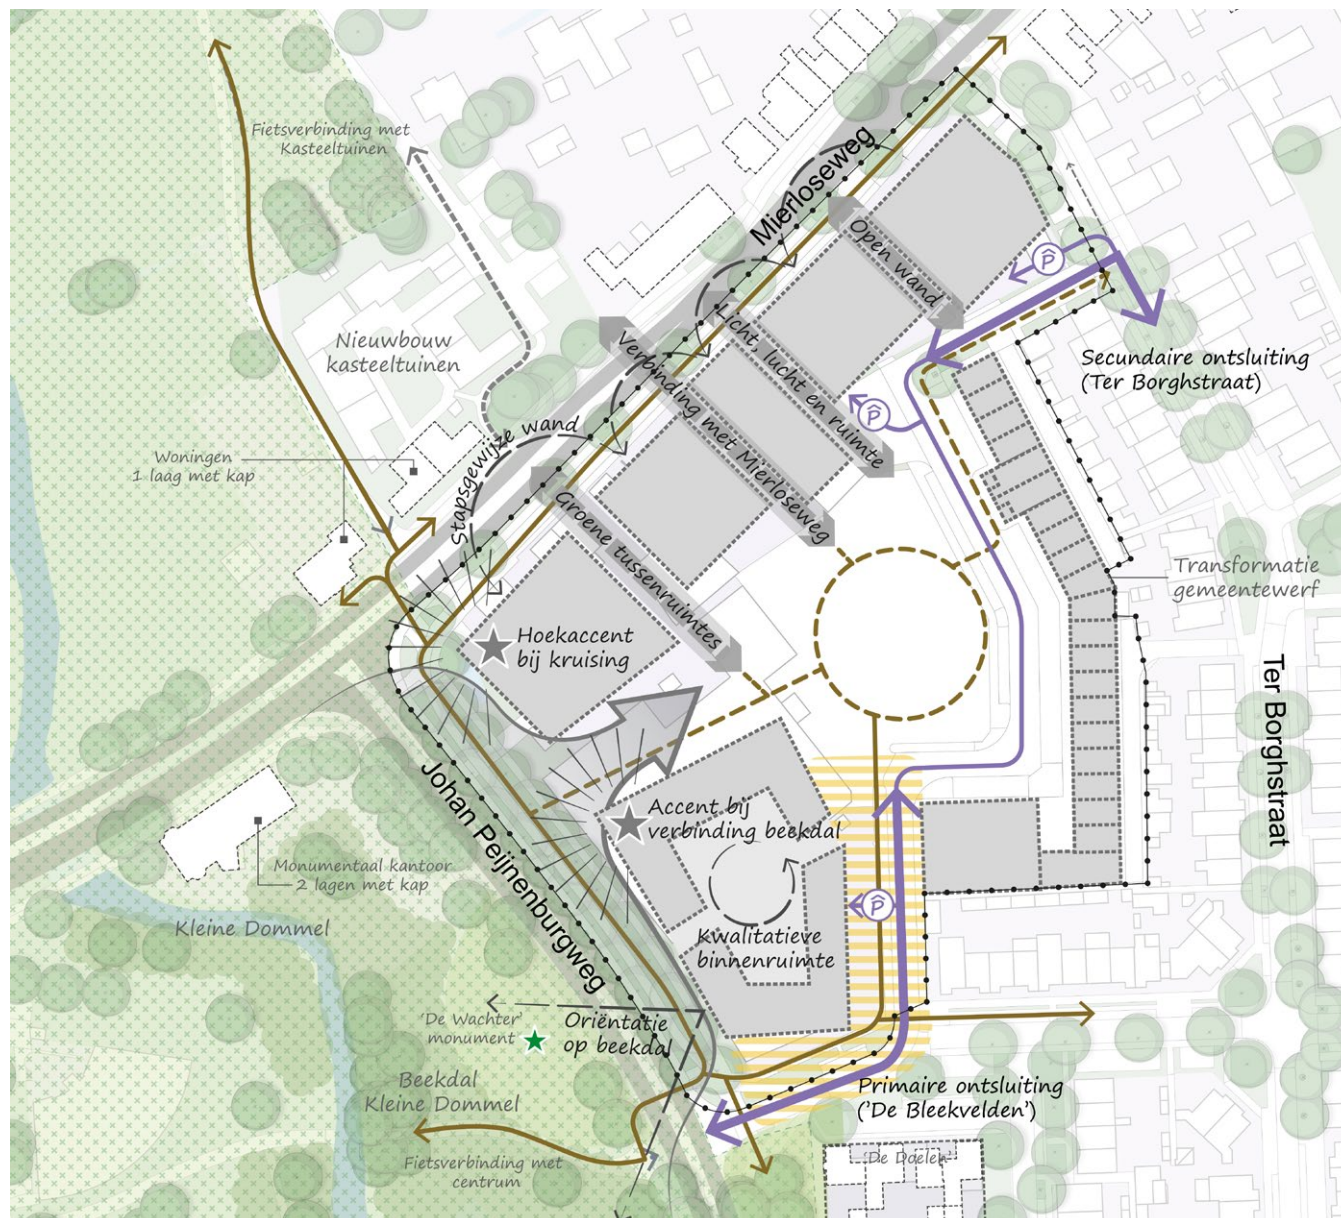 Fietsverbinding met
Kasteeltuinen
Mierloseweg
Open wand
Licht, lucht en ruimte
Verbinding met Mierloseweg
Groene tussenruimtes
Stapsgewijze wand
Nieuwbouw
kasteeltuinen
Woningen
1 laag met kap
P
P
Secundaire ontsluiting
(Ter Borghstraat)
Transformatie
gemeentewerf
Ter Borghstraat
Hoekaccent
bij kruising
Accent bij
verbinding beekdal
Kwalitatieve
binnenruimte
P
Johan Peijnenburgweg
Monumentaal kantoor
2 lagen met kap
Kleine Dommel
'De Wachter'
monument
Oriëntatie
op beekdal
Beekdal
Kleine Dommel
Fietsverbinding met
centrum
Primaire ontsluiting
('De Bleekvelden')
'De Doelen'